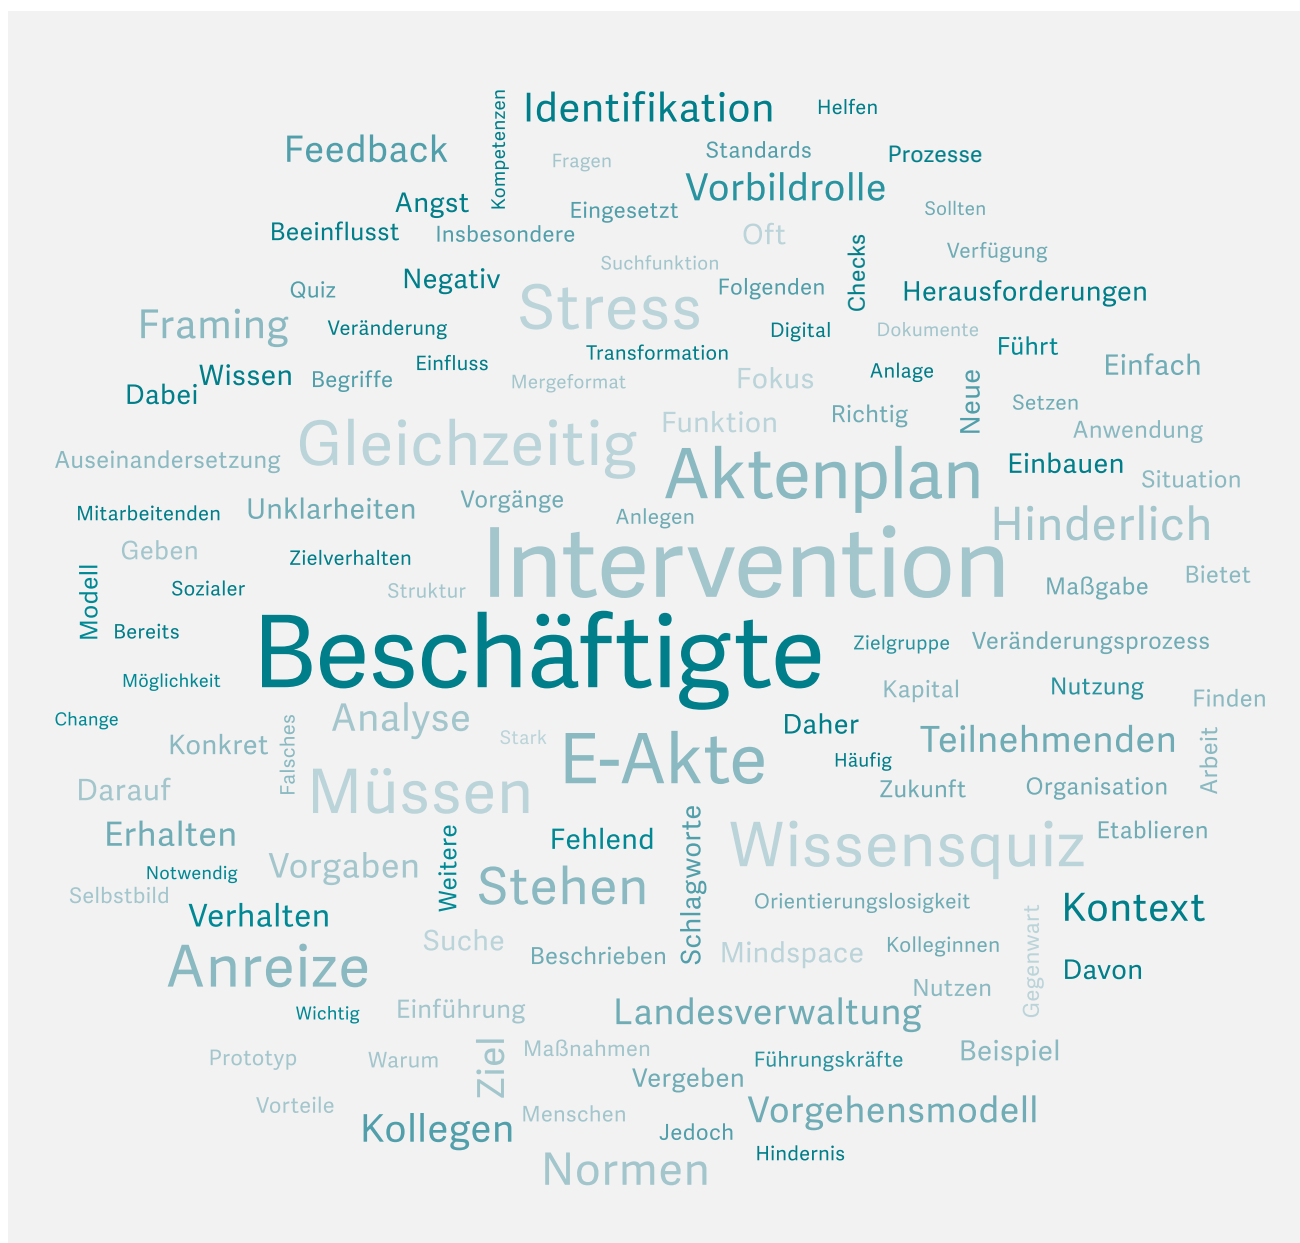 Identifikation
Helfen
Kompetenzen
Feedback
Fragen
Standards
Prozesse
Vorbildrolle
Angst
Eingesetzt
Sollten
Beeinflusst
Insbesondere
Oft
Checks
Verfügung
Suchfunktion
Negativ
Quiz
Folgenden
Herausforderungen
Stress
Framing
Veränderung
Digital
Dokumente
Führt
Transformation
Einfluss
Einfach
Wissen
Begriffe
Mergeformat
Fokus
Anlage
Dabei
Neue
Setzen
Richtig
Funktion
Anwendung
Gleichzeitig
Auseinandersetzung
Aktenplan
Einbauen
Situation
Vorgänge
Unklarheiten
Mitarbeitenden
Anlegen
Hinderlich
Geben
Zielverhalten
Intervention
Bietet
Maßgabe
Sozialer
Struktur
Modell
Bereits
Beschäftigte
Zielgruppe
Veränderungsprozess
Möglichkeit
Kapital
Nutzung
Finden
Change
Analyse
Daher
Stark
Konkret
Falsches
Teilnehmenden
E-Akte
Häufig
Arbeit
Darauf
Müssen
Zukunft
Organisation
Erhalten
Fehlend
Wissensquiz
Etablieren
Vorgaben
Weitere
Notwendig
Stehen
Schlagworte
Selbstbild
Orientierungslosigkeit
Kontext
Verhalten
Suche
Beschrieben
Mindspace
Kolleginnen
Gegenwart
Davon
Anreize
Nutzen
Wichtig
Einführung
Landesverwaltung
Prototyp
Warum
Ziel
Maßnahmen
Führungskräfte
Beispiel
Vergeben
Vorteile
Menschen
Vorgehensmodell
Kollegen
Jedoch
Hindernis
Normen